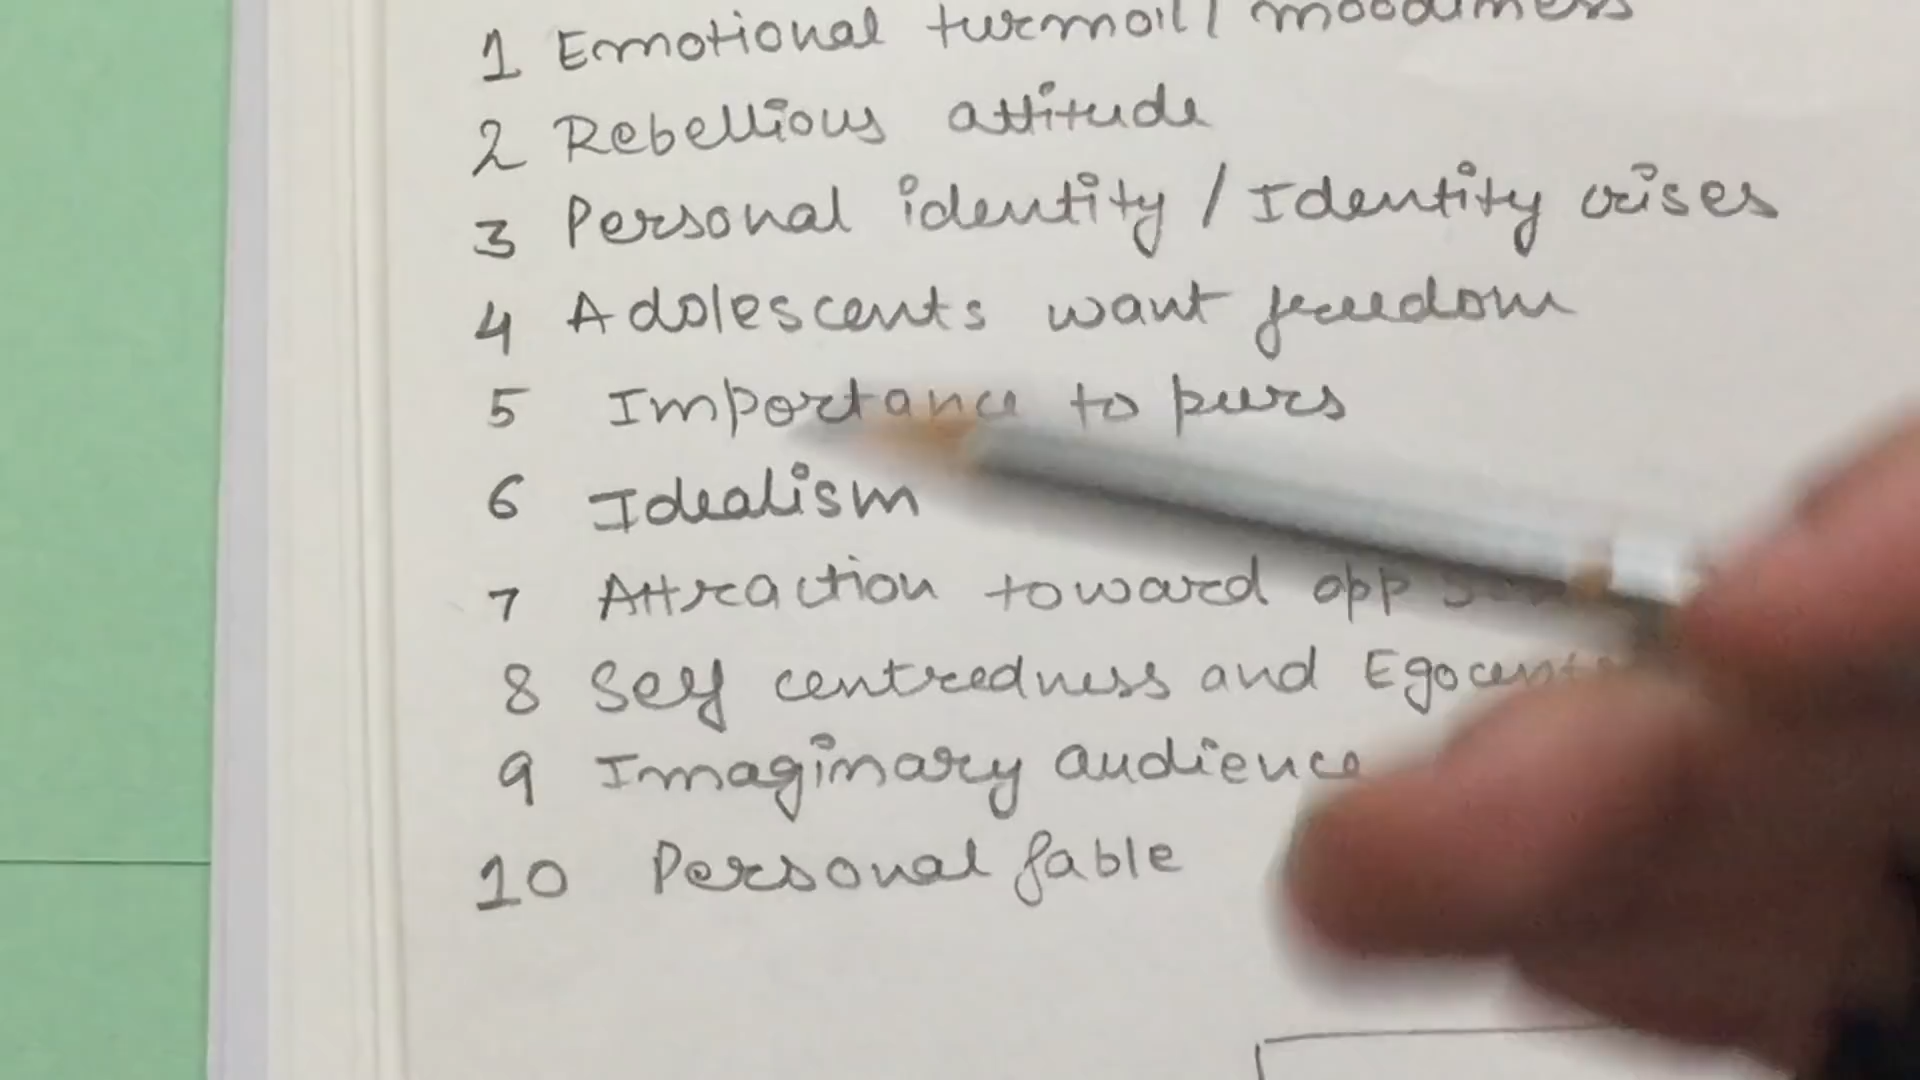 1 Emotional turmoil / moodiness
2 Rebellious attitude
3 Personal identity / Identity crises
4 Adolescents want freedom
5 Importance to peers
6 Idealism
7 Attraction toward opp
8 Self centredness and
9 Imaginary audience
10 Personal fable